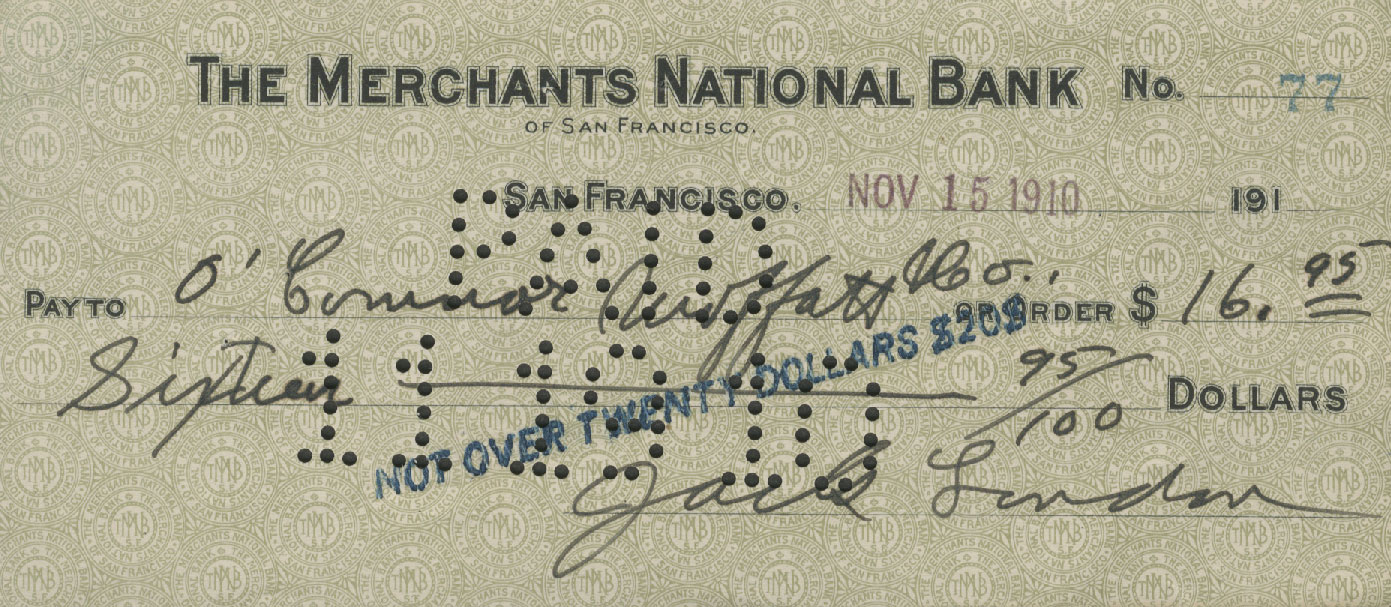 THE MERCHANTS NATIONAL BANK No. 77
OF SAN FRANCISCO.
SAN FRANCISCO. NOV 15 1910 191
PAY TO O'Connor Moffatt & Co., OR ORDER $ 16.95
Sixteen 95/100 DOLLARS
NOT OVER TWENTY DOLLARS $20$
PAID
Jack London